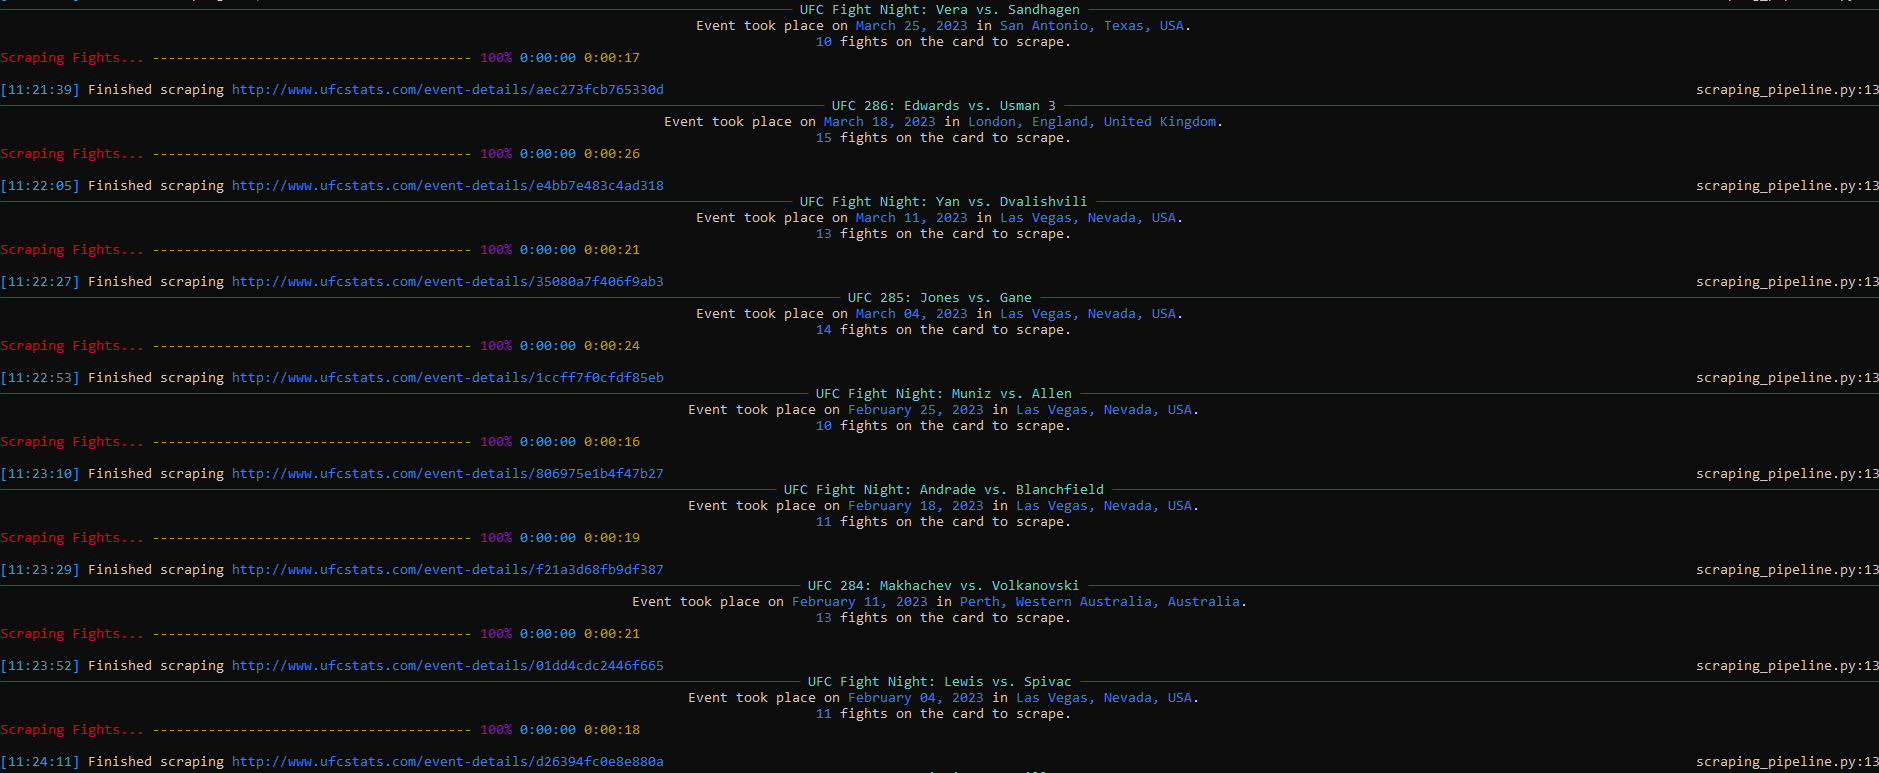 UFC Fight Night: Vera vs. Sandhagen
Event took place on March 25, 2023 in San Antonio, Texas, USA.
10 fights on the card to scrape.
Scraping Fights... ---------------------------------------- 100% 0:00:00 0:00:17
[11:21:39] Finished scraping http://www.ufcstats.com/event-details/aec273fcb765330d scraping_pipeline.py:13
UFC 286: Edwards vs. Usman 3
Event took place on March 18, 2023 in London, England, United Kingdom.
15 fights on the card to scrape.
Scraping Fights... ---------------------------------------- 100% 0:00:00 0:00:26
[11:22:05] Finished scraping http://www.ufcstats.com/event-details/e4bb7e483c4ad318 scraping_pipeline.py:13
UFC Fight Night: Yan vs. Dvalishvili
Event took place on March 11, 2023 in Las Vegas, Nevada, USA.
13 fights on the card to scrape.
Scraping Fights... ---------------------------------------- 100% 0:00:00 0:00:21
[11:22:27] Finished scraping http://www.ufcstats.com/event-details/35080a7f406f9ab3 scraping_pipeline.py:13
UFC 285: Jones vs. Gane
Event took place on March 04, 2023 in Las Vegas, Nevada, USA.
14 fights on the card to scrape.
Scraping Fights... ---------------------------------------- 100% 0:00:00 0:00:24
[11:22:53] Finished scraping http://www.ufcstats.com/event-details/1ccff7f0cfdf85eb scraping_pipeline.py:13
UFC Fight Night: Muniz vs. Allen
Event took place on February 25, 2023 in Las Vegas, Nevada, USA.
10 fights on the card to scrape.
Scraping Fights... ---------------------------------------- 100% 0:00:00 0:00:16
[11:23:10] Finished scraping http://www.ufcstats.com/event-details/806975e1b4f47b27 scraping_pipeline.py:13
UFC Fight Night: Andrade vs. Blanchfield
Event took place on February 18, 2023 in Las Vegas, Nevada, USA.
11 fights on the card to scrape.
Scraping Fights... ---------------------------------------- 100% 0:00:00 0:00:19
[11:23:29] Finished scraping http://www.ufcstats.com/event-details/f21a3d68fb9df387 scraping_pipeline.py:13
UFC 284: Makhachev vs. Volkanovski
Event took place on February 11, 2023 in Perth, Western Australia, Australia.
13 fights on the card to scrape.
Scraping Fights... ---------------------------------------- 100% 0:00:00 0:00:21
[11:23:52] Finished scraping http://www.ufcstats.com/event-details/01dd4cdc2446f665 scraping_pipeline.py:13
UFC Fight Night: Lewis vs. Spivac
Event took place on February 04, 2023 in Las Vegas, Nevada, USA.
11 fights on the card to scrape.
Scraping Fights... ---------------------------------------- 100% 0:00:00 0:00:18
[11:24:11] Finished scraping http://www.ufcstats.com/event-details/d26394fc0e8e880a scraping_pipeline.py:13